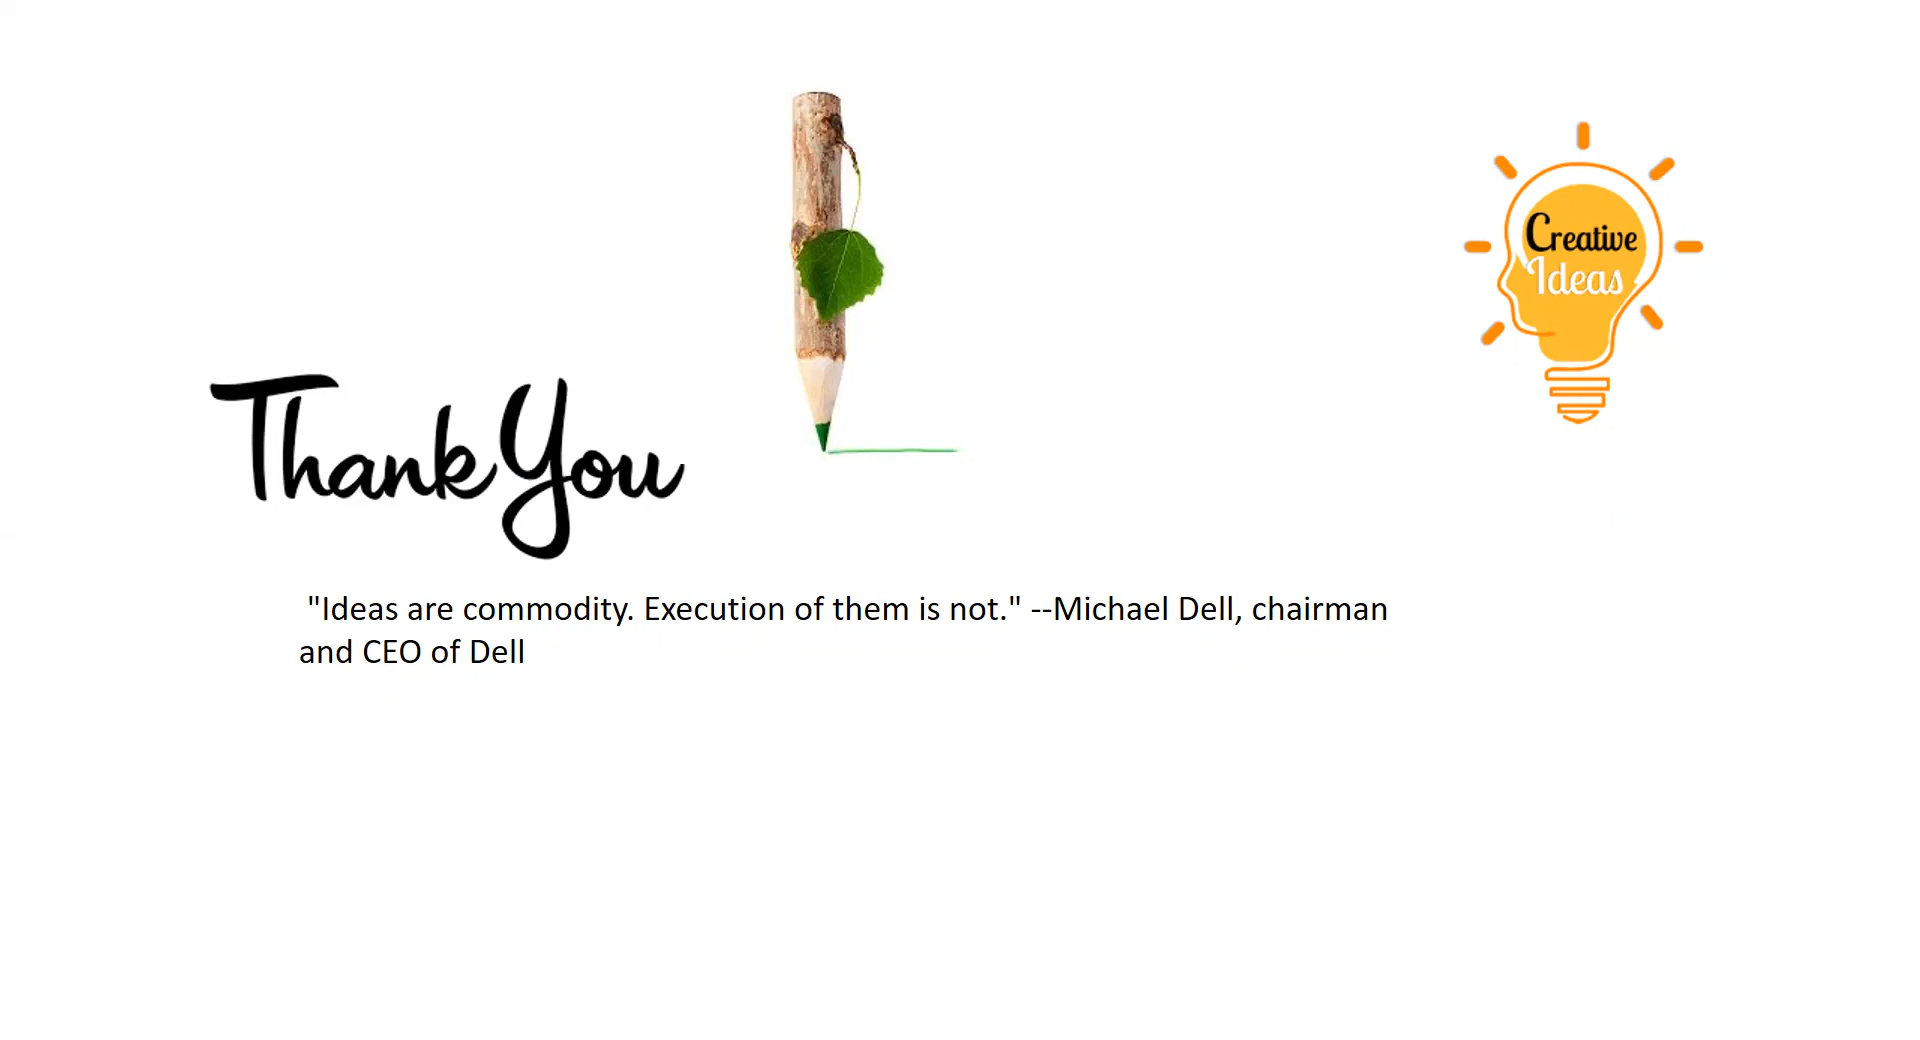 Creative
Ideas
Thank You
"Ideas are commodity. Execution of them is not." --Michael Dell, chairman
and CEO of Dell